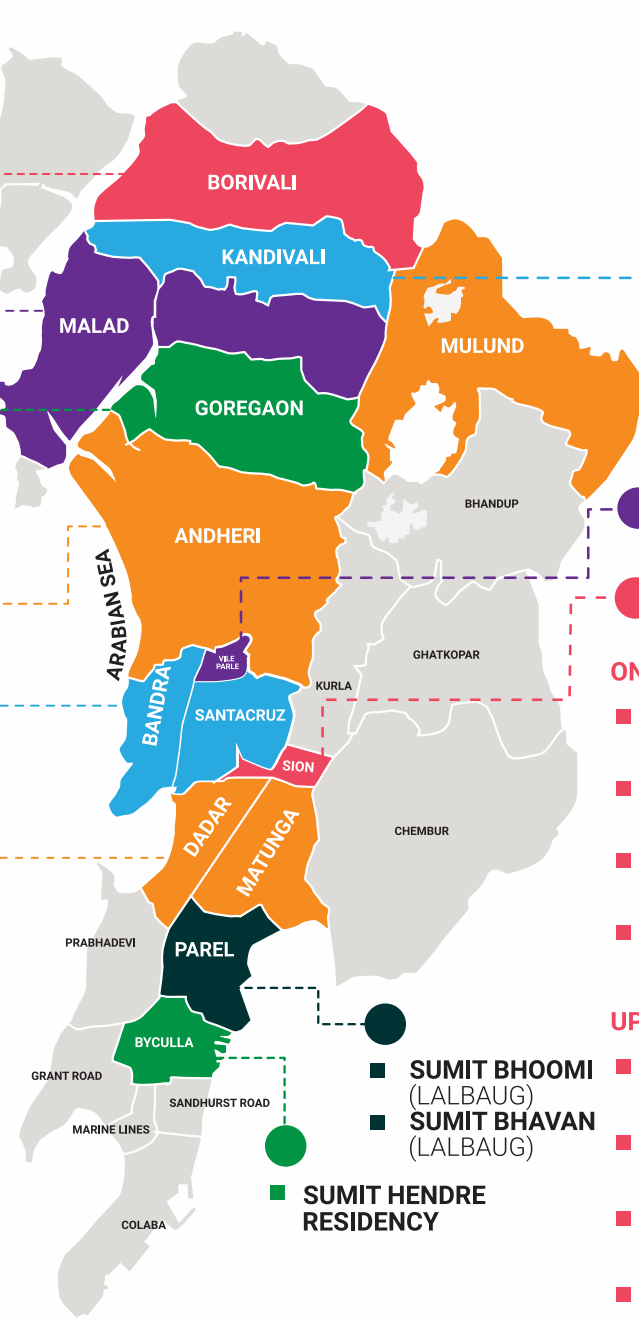 BORIVALI
KANDIVALI
MALAD
MULUND
GOREGAON
BHANDUP
ANDHERI
ARABIAN SEA
VILE
PARLE
GHATKOPAR
KURLA
BANDRA
SANTACRUZ
SION
DADAR
MATUNGA
CHEMBUR
PRABHADEVI
PAREL
BYCULLA
GRANT ROAD
SANDHURST ROAD
MARINE LINES
COLABA
SUMIT BHOOMI
(LALBAUG)
SUMIT BHAVAN
(LALBAUG)
SUMIT HENDRE
RESIDENCY
ON
UP